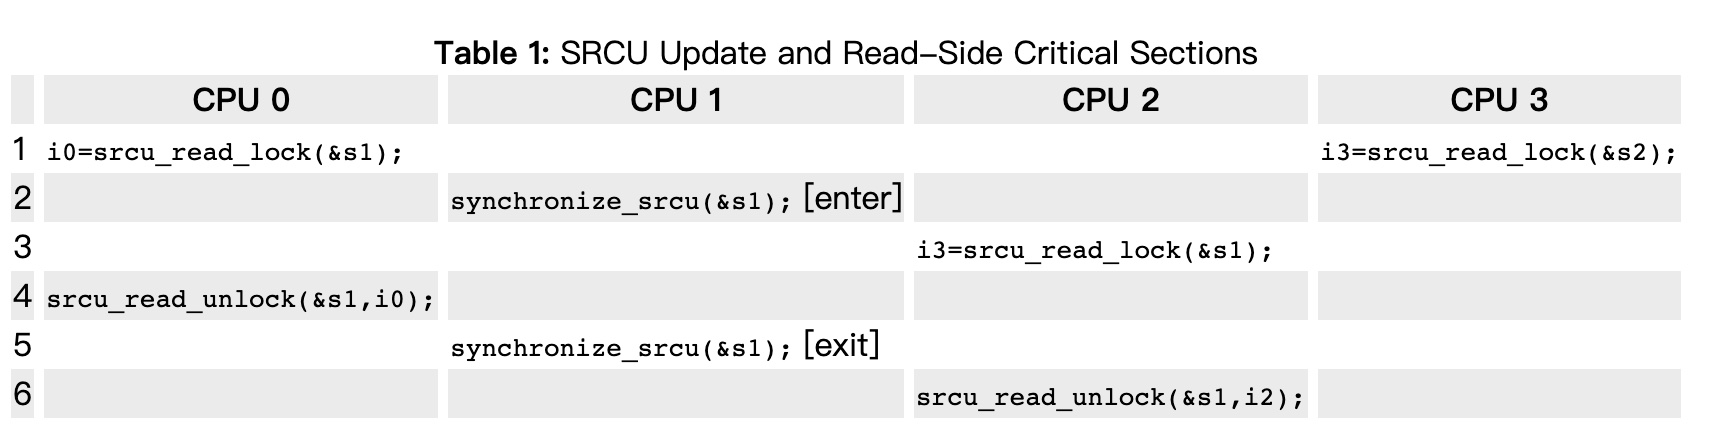 Table 1: SRCU Update and Read–Side Critical Sections
CPU 0 CPU 1 CPU 2 CPU 3
1 i0=srcu_read_lock(&s1); i3=srcu_read_lock(&s2);
2 synchronize_srcu(&s1); [enter]
3 i3=srcu_read_lock(&s1);
4 srcu_read_unlock(&s1,i0);
5 synchronize_srcu(&s1); [exit]
6 srcu_read_unlock(&s1,i2);